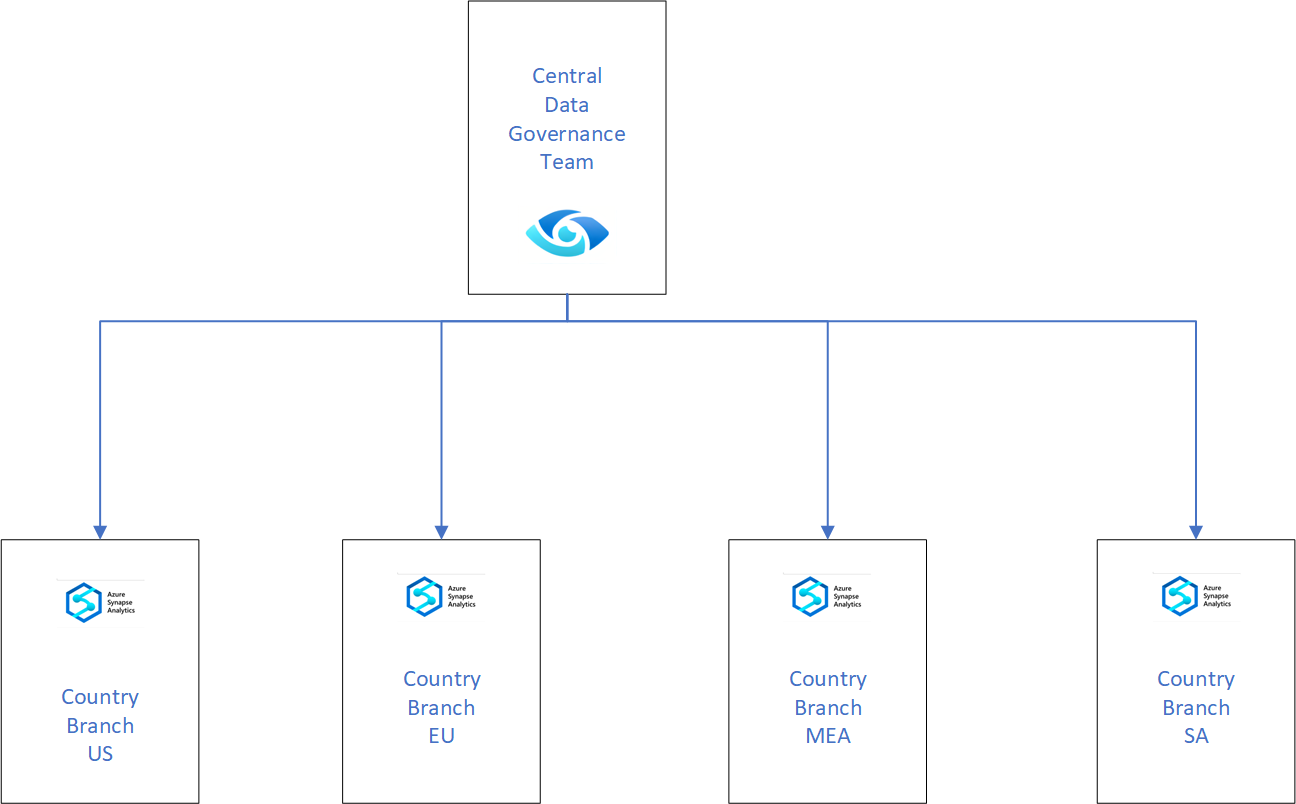 Central
Data
Governance
Team
Azure
Synapse
Analytics
Country
Branch
US
Azure
Synapse
Analytics
Country
Branch
EU
Azure
Synapse
Analytics
Country
Branch
MEA
Azure
Synapse
Analytics
Country
Branch
SA